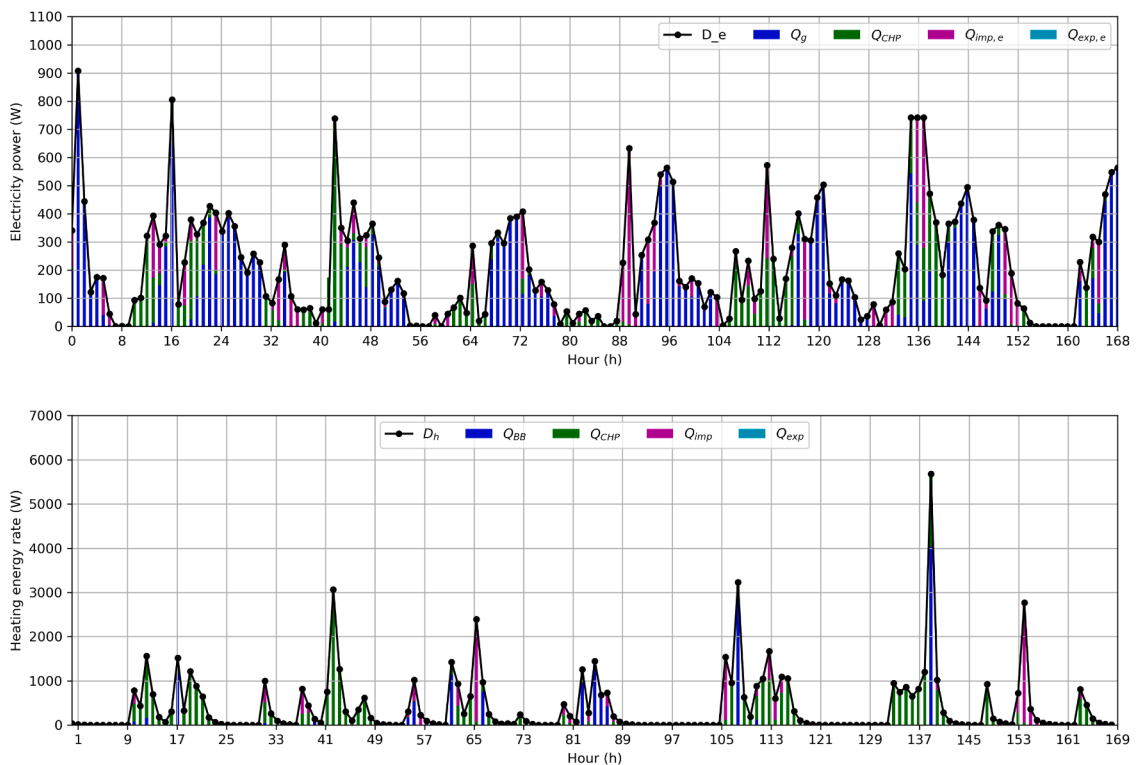 1100
1000
900
800
700
600
500
400
300
200
100
0
Electricity power (W)
D_e Q_g Q_CHP Q_imp,e Q_exp,e
0 8 16 24 32 40 48 56 64 72 80 88 96 104 112 120 128 136 144 152 160 168
Hour (h)
7000
6000
5000
4000
3000
2000
1000
0
Heating energy rate (W)
D_h Q_BB Q_CHP Q_imp Q_exp
1 9 17 25 33 41 49 57 65 73 81 89 97 105 113 121 129 137 145 153 161 169
Hour (h)